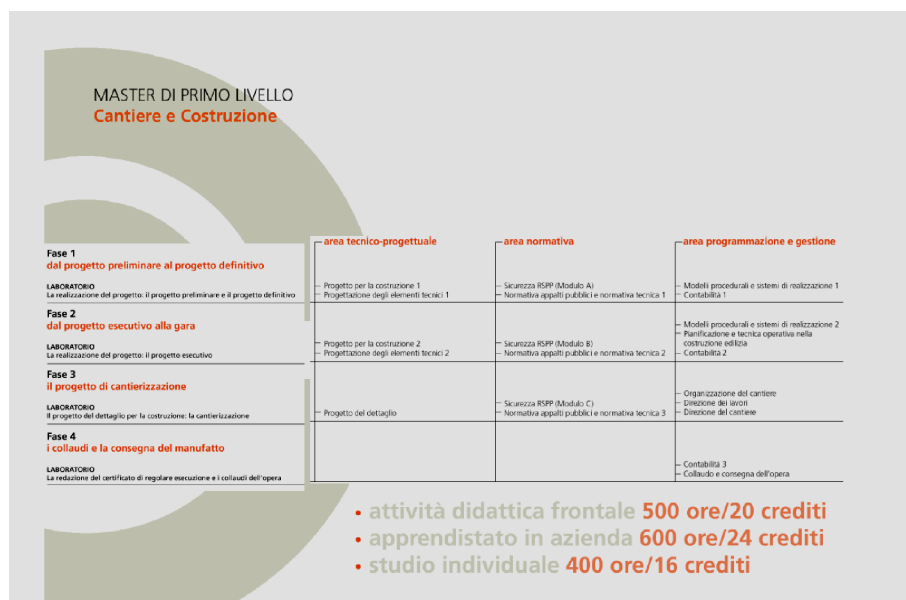 MASTER DI PRIMO LIVELLO
Cantiere e Costruzione
area tecnico-progettuale
area normativa
area programmazione e gestione
Fase 1
dal progetto preliminare al progetto definitivo
LABORATORIO
La realizzazione del progetto: il progetto preliminare e il progetto definitivo
Progetto per la costruzione 1
Progettazione degli elementi tecnici 1
Sicurezza RSPP (Modulo A)
Normativa appalti pubblici e normativa tecnica 1
Modelli procedurali e sistemi di realizzazione 1
Contabilità 1
Fase 2
dal progetto esecutivo alla gara
LABORATORIO
La realizzazione del progetto: il progetto esecutivo
Progetto per la costruzione 2
Progettazione degli elementi tecnici 2
Sicurezza RSPP (Modulo B)
Normativa appalti pubblici e normativa tecnica 2
Modelli procedurali e sistemi di realizzazione 2
Pianificazione e tecnica operativa nella
costruzione edilizia
Contabilità 2
Fase 3
il progetto di cantierizzazione
LABORATORIO
Il progetto del dettaglio per la costruzione: la cantierizzazione
Progetto del dettaglio
Sicurezza RSPP (Modulo C)
Normativa appalti pubblici e normativa tecnica 3
Organizzazione del cantiere
Direzione dei lavori
Direzione del cantiere
Fase 4
i collaudi e la consegna del manufatto
LABORATORIO
La redazione del certificato di regolare esecuzione e i collaudi dell'opera
Contabilità 3
Collaudo e consegna dell'opera
• attività didattica frontale 500 ore/20 crediti
• apprendistato in azienda 600 ore/24 crediti
• studio individuale 400 ore/16 crediti